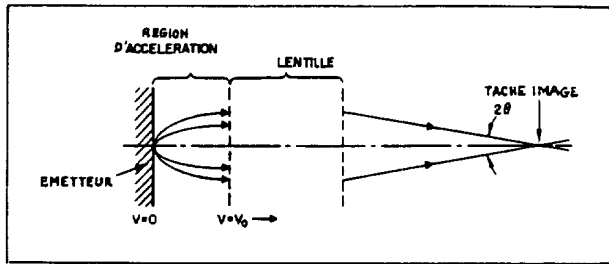 REGION
D'ACCELERATION
LENTILLE
TACHE IMAGE
2θ
EMETTEUR
V=0
V=V₀